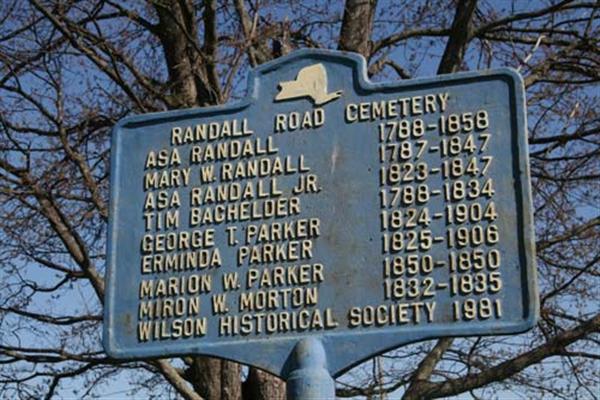 RANDALL ROAD CEMETERY
ASA RANDALL 1788-1858
MARY W. RANDALL 1787-1847
ASA RANDALL JR. 1823-1847
TIM BACHELDER 1788-1834
GEORGE T. PARKER 1824-1904
ERMINDA PARKER 1825-1906
MARION W. PARKER 1850-1850
MIRON W. MORTON 1832-1835
WILSON HISTORICAL SOCIETY 1981